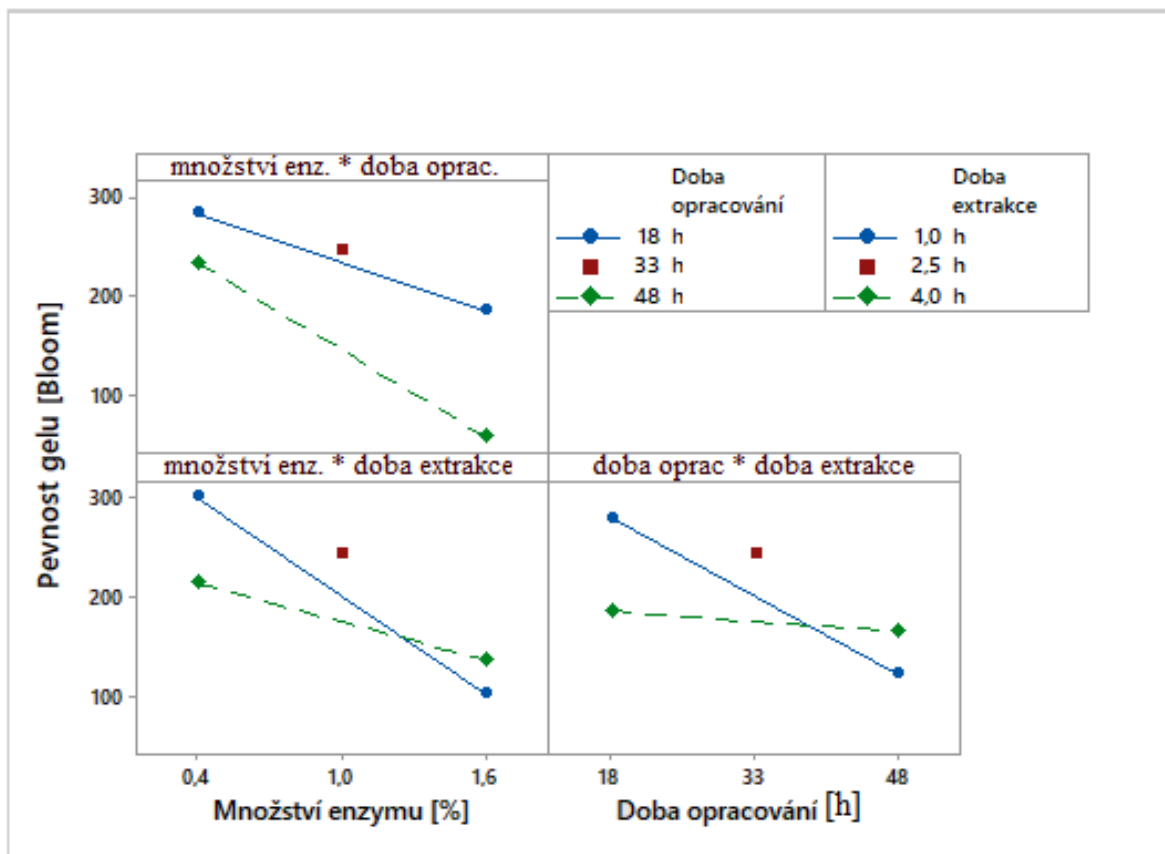 množství enz. * doba oprac.
Doba
opracování
18 h
33 h
48 h
Doba
extrakce
1,0 h
2,5 h
4,0 h
300
200
100
Pevnost gelu [Bloom]
množství enz. * doba extrakce
doba oprac * doba extrakce
300
200
100
0,4
1,0
1,6
18
33
48
Množství enzymu [%]
Doba opracování [h]